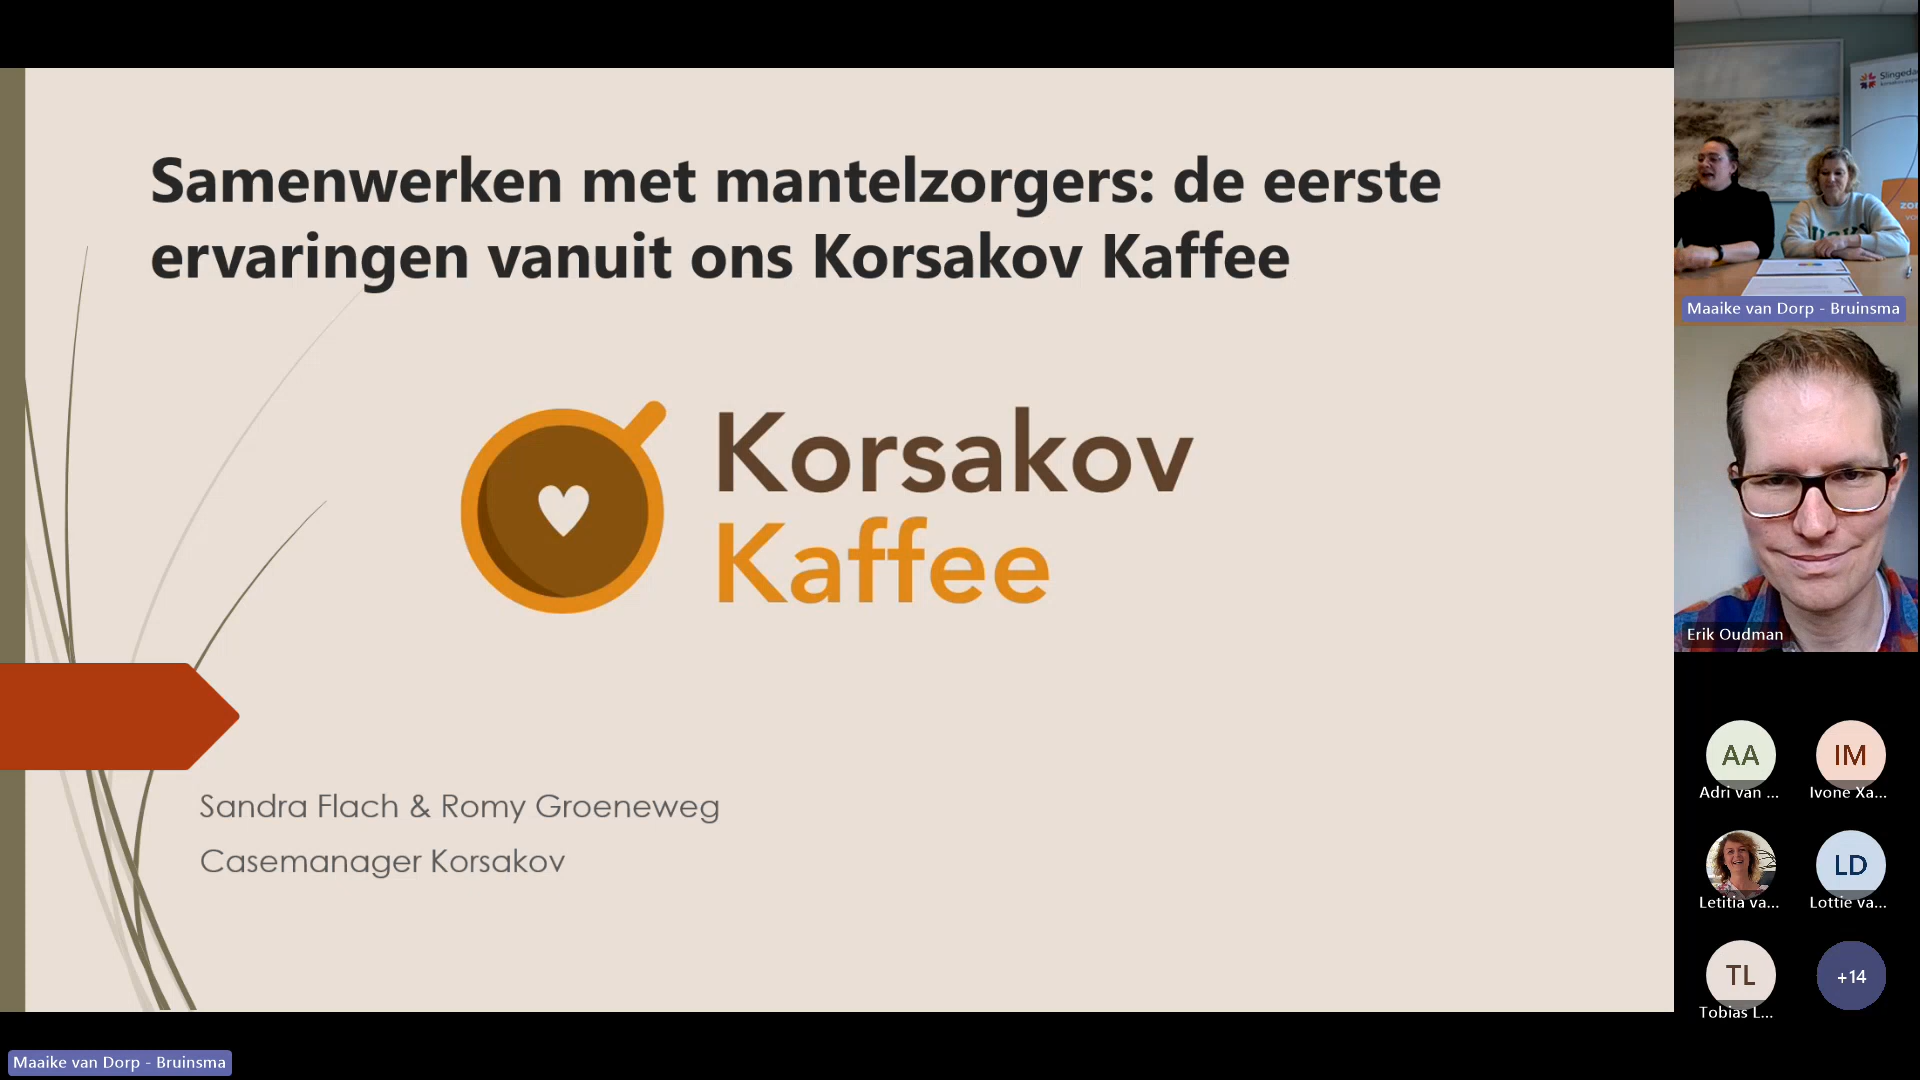 Samenwerken met mantelzorgers: de eerste
ervaringen vanuit ons Korsakov Kaffee
Korsakov
Kaffee
Sandra Flach & Romy Groeneweg
Casemanager Korsakov
Maaike van Dorp - Bruinsma
Maaike van Dorp - Bruinsma
Erik Oudman
AA
Adri van ...
IM
Ivone Xa...
Letitia va...
LD
Lottie va...
TL
Tobias L...
+14